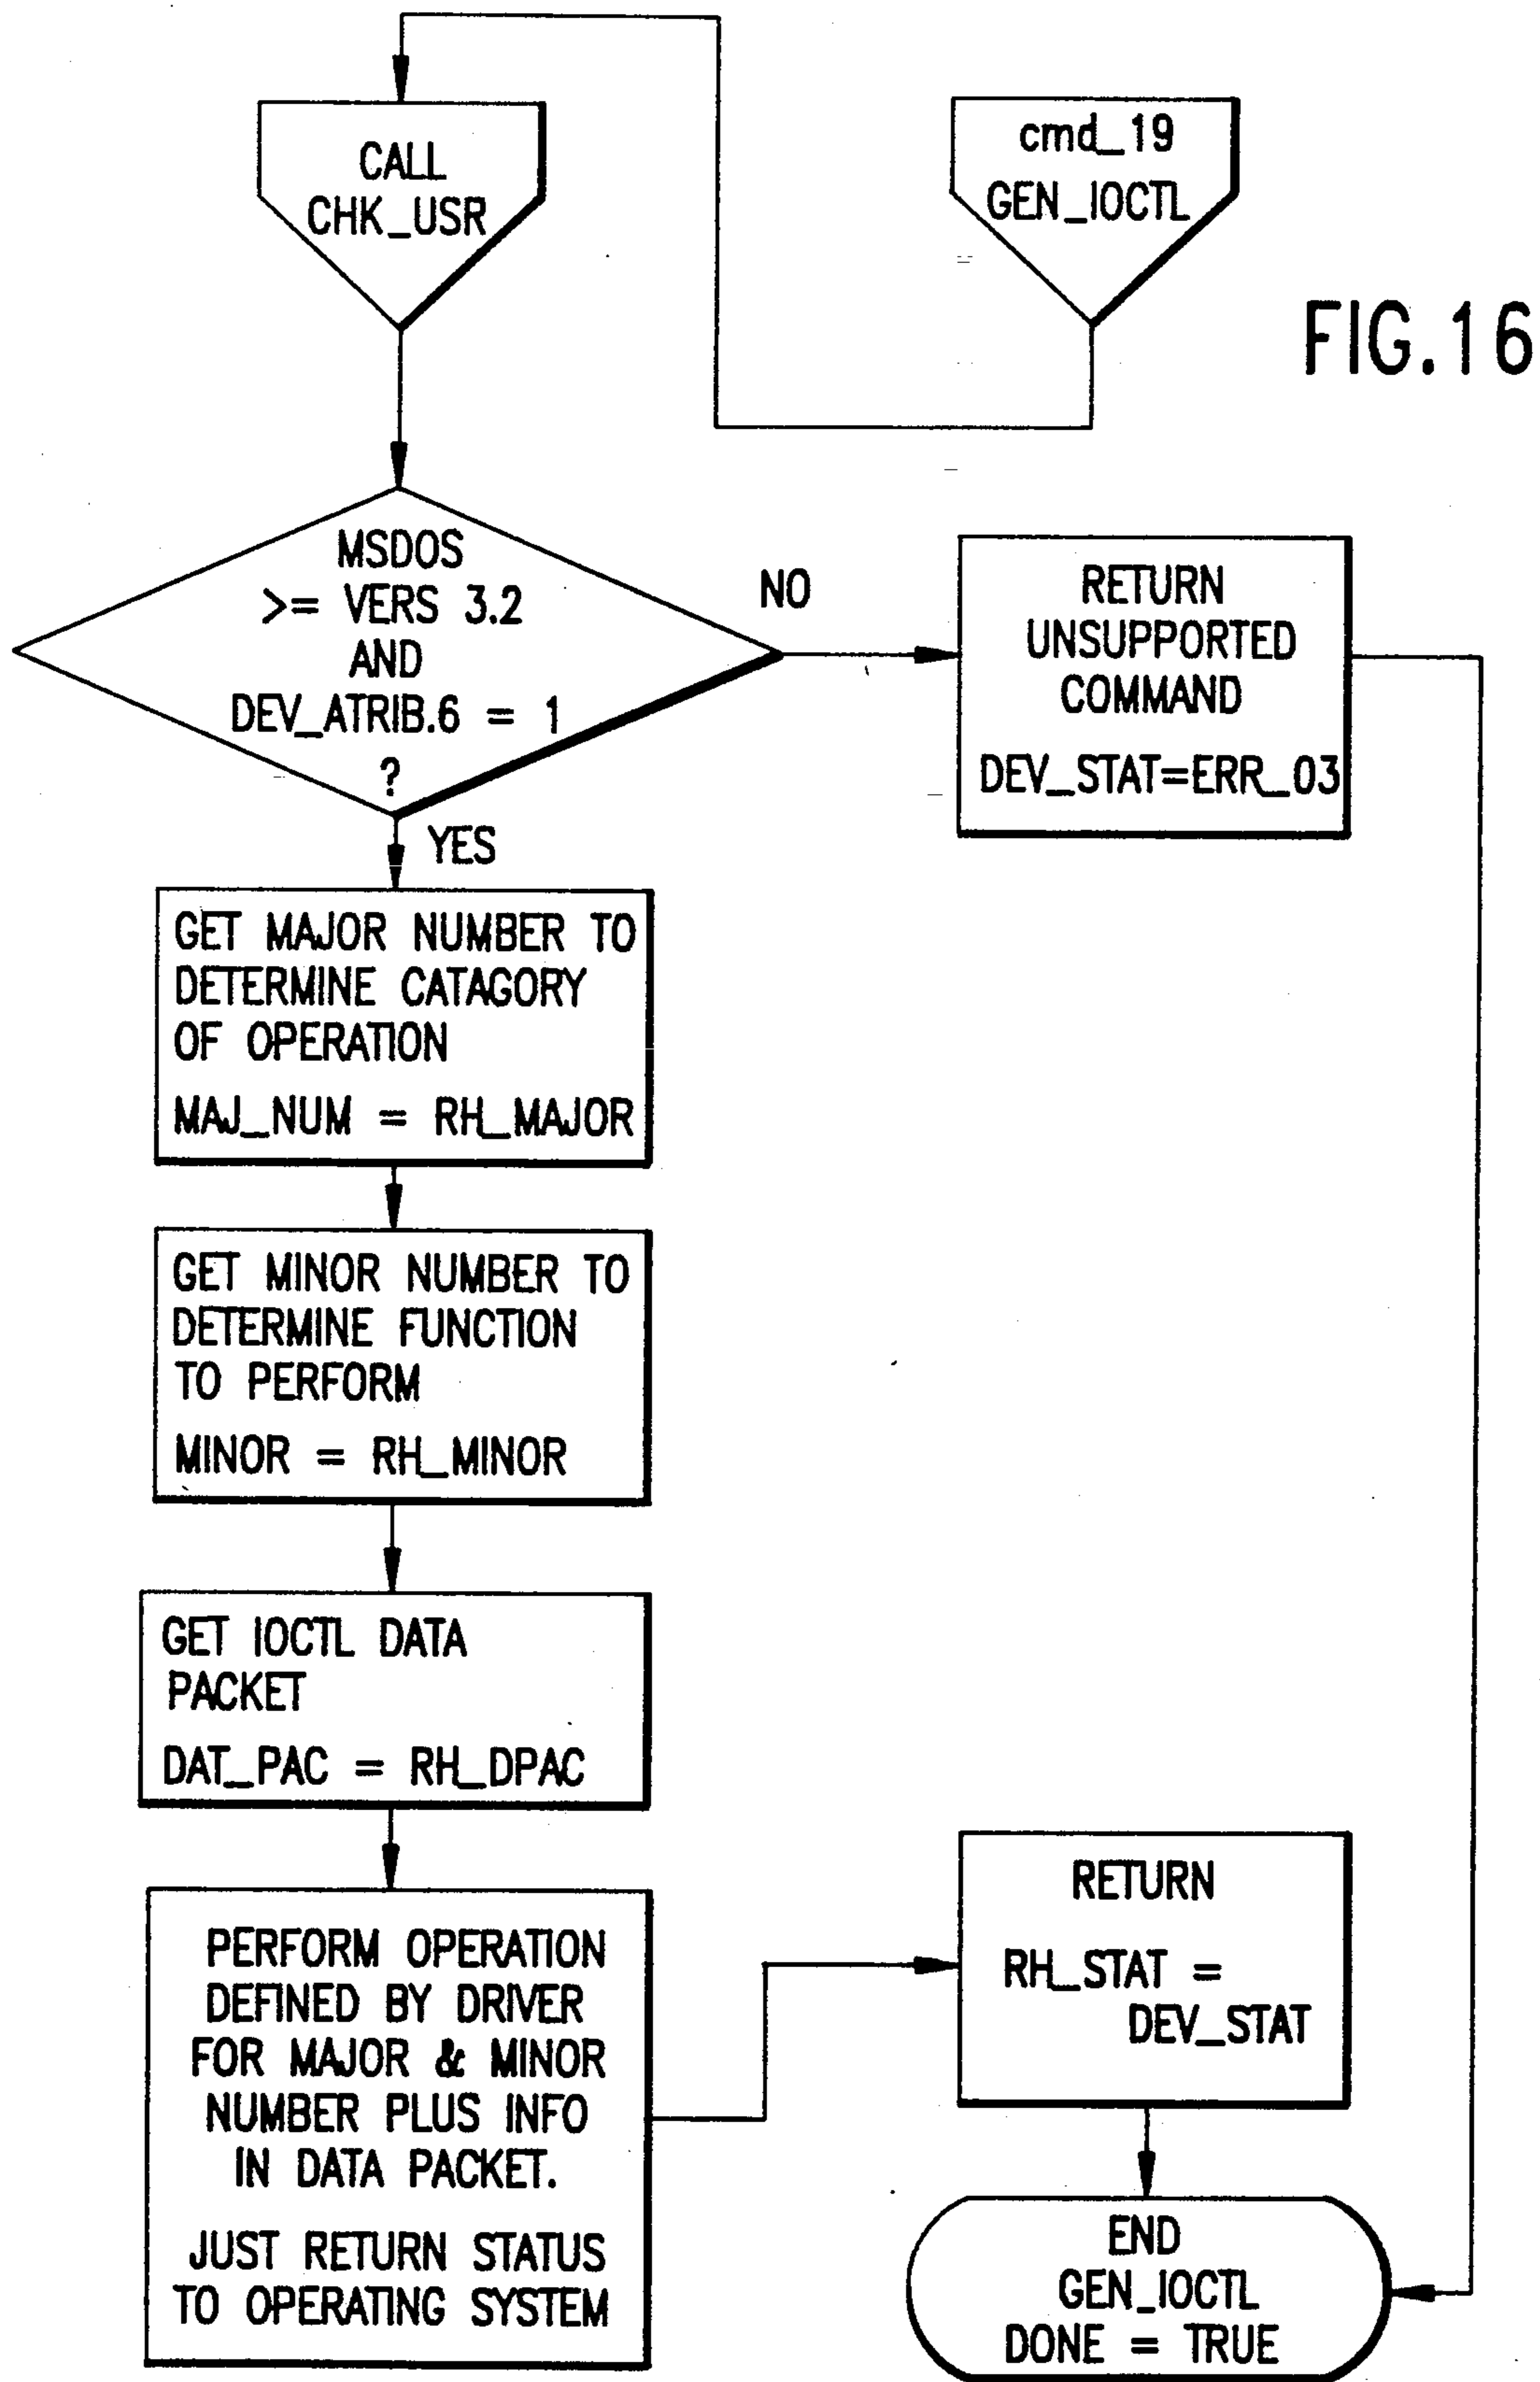 CALL
CHK_USR
cmd_19
GEN_IOCTL
FIG.16
MSDOS
>= VERS 3.2
AND
DEV_ATRIB.6 = 1
?
NO
YES
RETURN
UNSUPPORTED
COMMAND
DEV_STAT=ERR_03
GET MAJOR NUMBER TO
DETERMINE CATAGORY
OF OPERATION
MAJ_NUM = RH_MAJOR
GET MINOR NUMBER TO
DETERMINE FUNCTION
TO PERFORM
MINOR = RH_MINOR
GET IOCTL DATA
PACKET
DAT_PAC = RH_DPAC
PERFORM OPERATION
DEFINED BY DRIVER
FOR MAJOR & MINOR
NUMBER PLUS INFO
IN DATA PACKET.
JUST RETURN STATUS
TO OPERATING SYSTEM
RETURN
RH_STAT =
DEV_STAT
END
GEN_IOCTL
DONE = TRUE